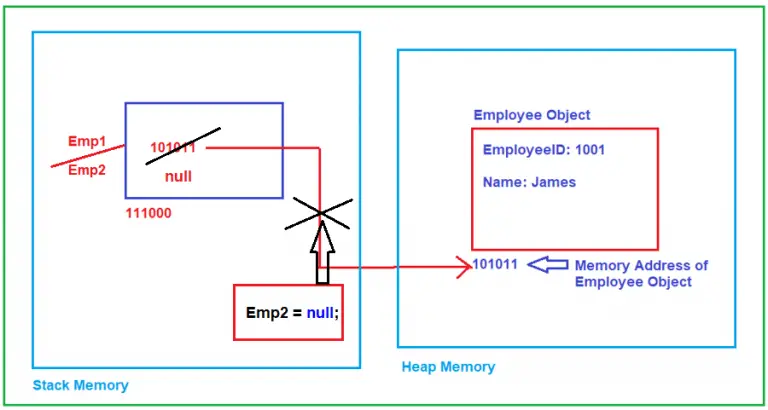 Emp1
Emp2
101011
null
111000
Emp2 = null;
Stack Memory
Employee Object
EmployeeID: 1001
Name: James
101011
Memory Address of
Employee Object
Heap Memory